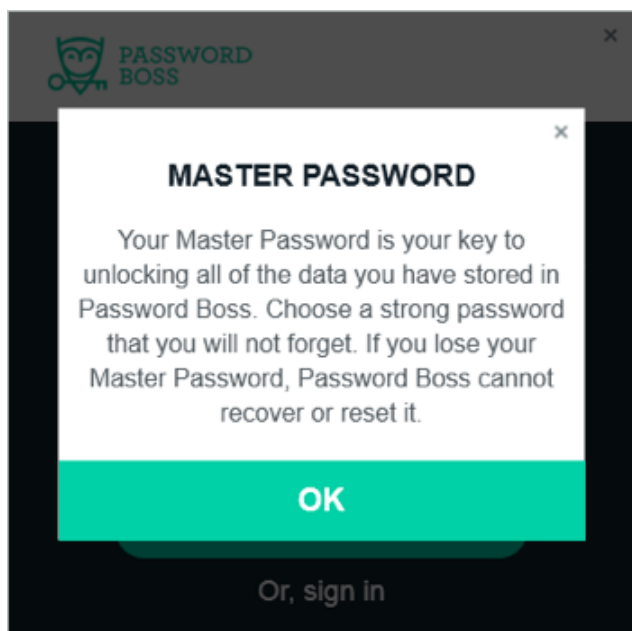 PASSWORD
BOSS
MASTER PASSWORD
Your Master Password is your key to
unlocking all of the data you have stored in
Password Boss. Choose a strong password
that you will not forget. If you lose your
Master Password, Password Boss cannot
recover or reset it.
OK
Or, sign in